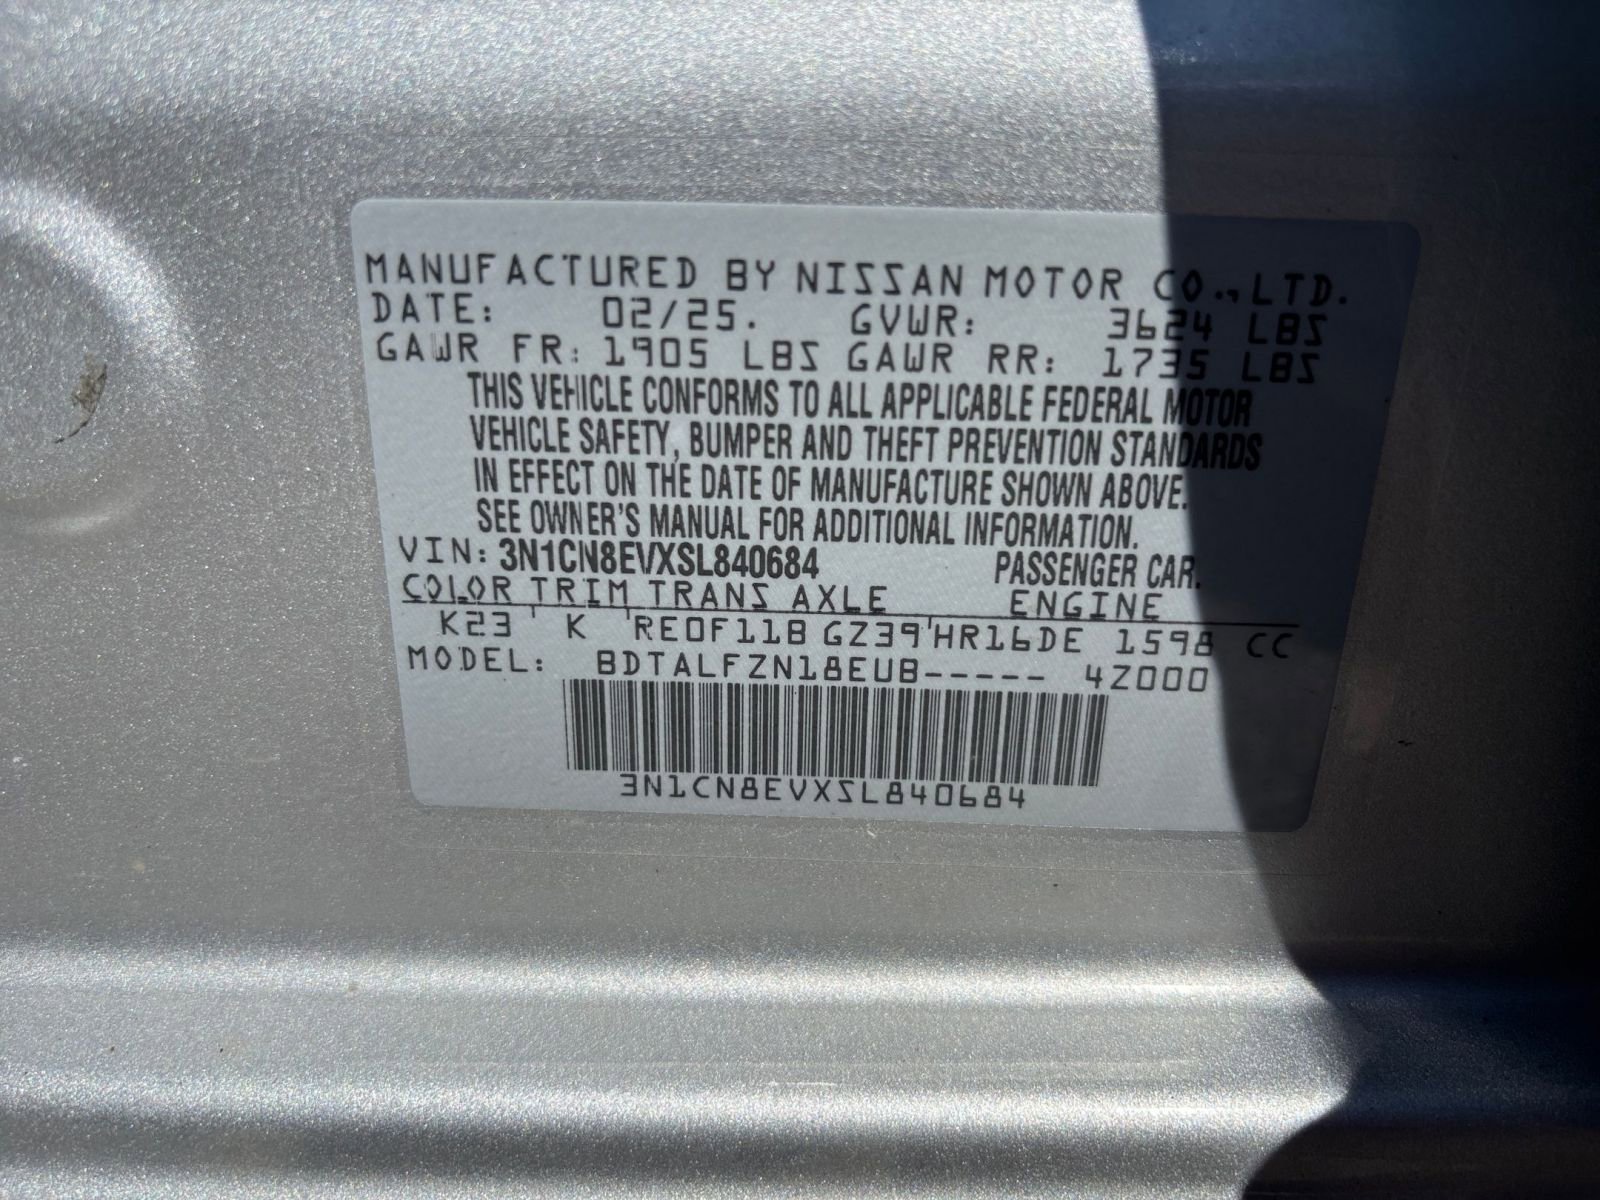 MANUFACTURED BY NISSAN MOTOR CO., LTD.
DATE: 02/25. GVWR: 3624 LBS
GAWR FR: 1905 LBS GAWR RR: 1735 LBS
THIS VEHICLE CONFORMS TO ALL APPLICABLE FEDERAL MOTOR
VEHICLE SAFETY, BUMPER AND THEFT PREVENTION STANDARDS
IN EFFECT ON THE DATE OF MANUFACTURE SHOWN ABOVE.
SEE OWNER'S MANUAL FOR ADDITIONAL INFORMATION.
VIN: 3N1CN8EVXSL840684 PASSENGER CAR.
COLOR TRIM TRANS AXLE ENGINE
K23 ' K ' RE0F11B GZ39 ' HR16DE 1598 CC
MODEL: BDTALFZN18EUB----- 4Z000
3N1CN8EVXSL840684